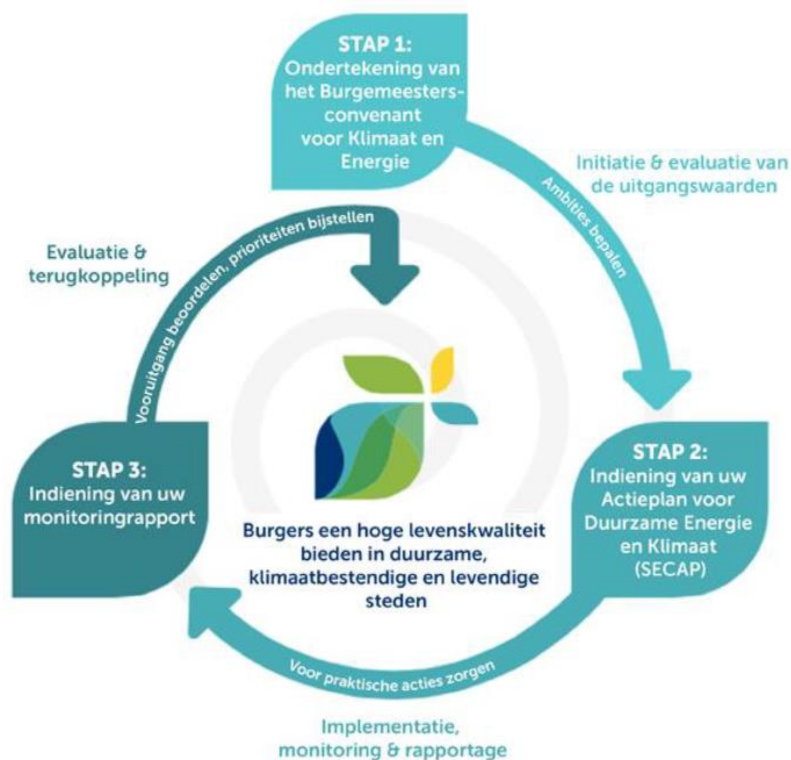 STAP 1:
Ondertekening van
het Burgemeesters-
convenant
voor Klimaat en
Energie
Initiatie & evaluatie van
de uitgangswaarden
Ambities bepalen
STAP 2:
Indiening van uw
Actieplan voor
Duurzame Energie
en Klimaat
(SECAP)
Voor praktische acties zorgen
Implementatie,
monitoring & rapportage
STAP 3:
Indiening van uw
monitoringrapport
Evaluatie &
terugkoppeling
Vooruitgang beoordelen, prioriteiten bijstellen
Burgers een hoge levenskwaliteit
bieden in duurzame,
klimaatbestendige en levendige
steden